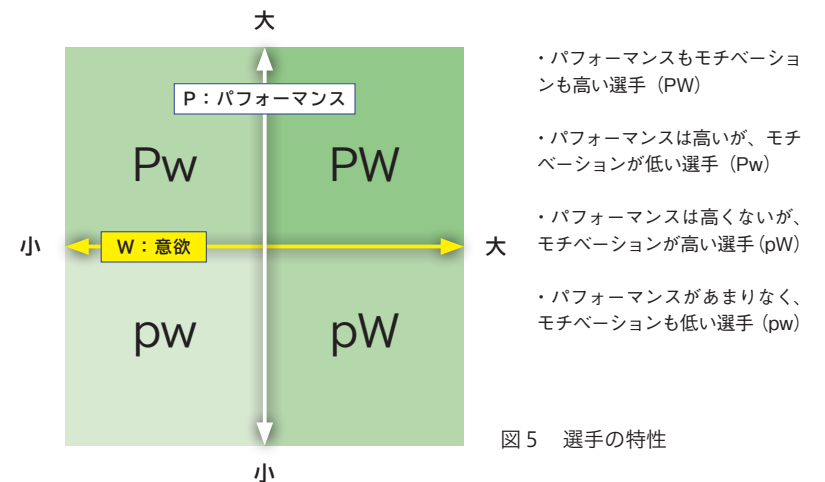 大
P：パフォーマンス
Pw
PW
小
W：意欲
大
pw
pW
小
・パフォーマンスもモチベーショ
ンも高い選手（PW）
・パフォーマンスは高いが、モチ
ベーションが低い選手（Pw）
・パフォーマンスは高くないが、
モチベーションが高い選手（pW）
・パフォーマンスがあまりなく、
モチベーションも低い選手（pw）
図5　選手の特性